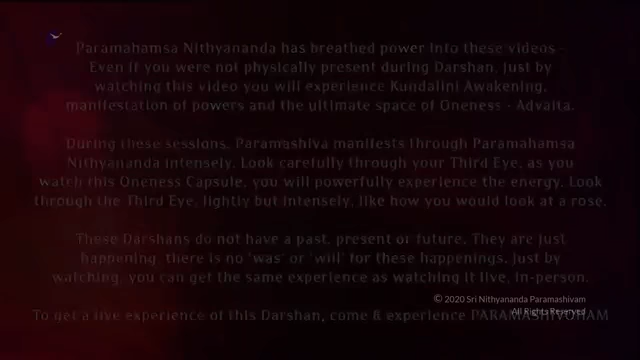 Paramahamsa Nithyananda has breathed power into these videos -
Even if you were not physically present during Darshan, just by
watching this video you will experience Kundalini Awakening,
manifestation of powers and the ultimate space of Oneness - Advaita.
During these sessions, Paramashiva manifests through Paramahamsa
Nithyananda intensely. Look carefully through your Third Eye, as you
watch this Oneness Capsule, you will powerfully experience the energy. Look
through the Third Eye, lightly but intensely, like how you would look at a rose.
These Darshans do not have a past, present or future. They are just
happening, there is no 'was' or 'will' for these happenings. Just by
watching, you can get the same experience as watching it live, in-person.
© 2020 Sri Nithyananda Paramashivam
All Rights Reserved
To get a live experience of this Darshan, come & experience PARAMASHIVOHAM